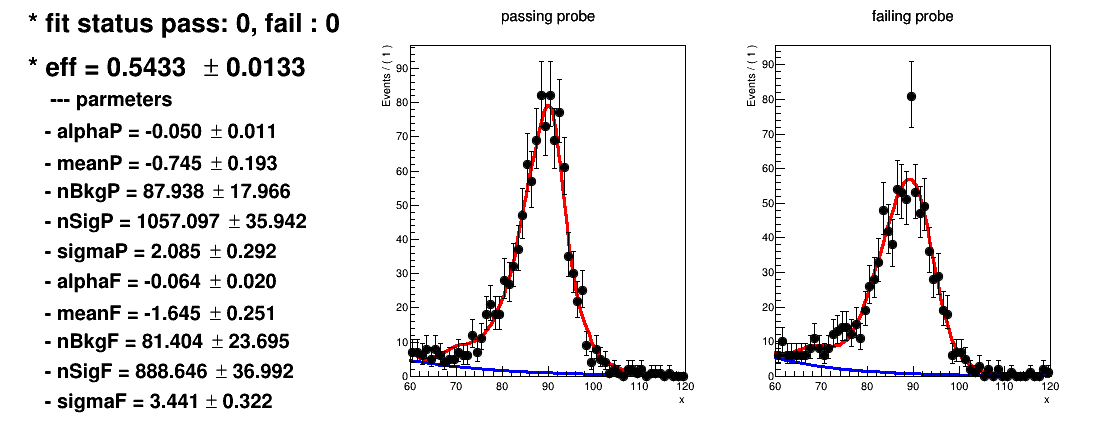 * fit status pass: 0, fail : 0
* eff = 0.5433 ± 0.0133
--- parmeters
- alphaP = -0.050 ± 0.011
- meanP = -0.745 ± 0.193
- nBkgP = 87.938 ± 17.966
- nSigP = 1057.097 ± 35.942
- sigmaP = 2.085 ± 0.292
- alphaF = -0.064 ± 0.020
- meanF = -1.645 ± 0.251
- nBkgF = 81.404 ± 23.695
- nSigF = 888.646 ± 36.992
- sigmaF = 3.441 ± 0.322
passing probe
Events / ( 1 )
90
80
70
60
50
40
30
20
10
0
60 70 80 90 100 110 120
x
failing probe
Events / ( 1 )
90
80
70
60
50
40
30
20
10
0
60 70 80 90 100 110 120
x